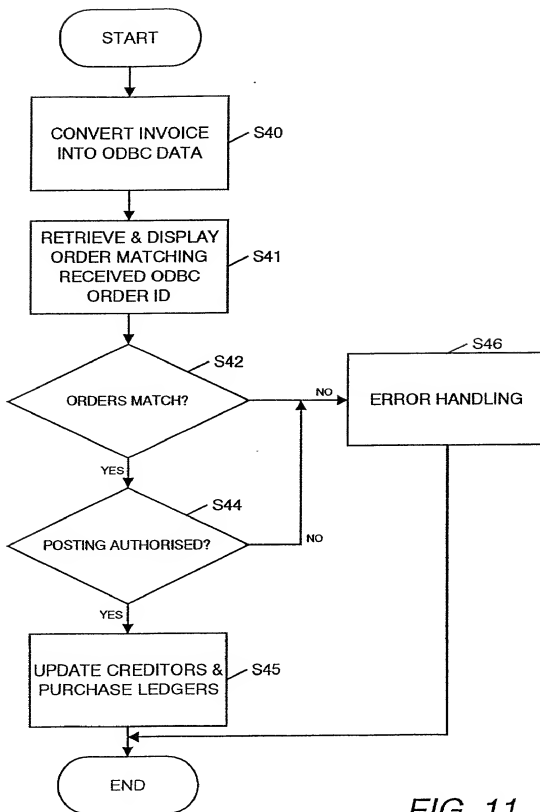 START
CONVERT INVOICE
INTO ODBC DATA
S40
RETRIEVE & DISPLAY
ORDER MATCHING
RECEIVED ODBC
ORDER ID
S41
ORDERS MATCH?
S42
NO
ERROR HANDLING
S46
YES
POSTING AUTHORISED?
S44
NO
YES
UPDATE CREDITORS &
PURCHASE LEDGERS
S45
END
FIG. 11